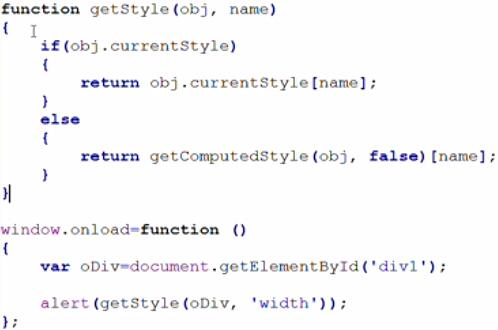 function getStyle(obj, name)
{
    if(obj.currentStyle)
    {
        return obj.currentStyle[name];
    }
    else
    {
        return getComputedStyle(obj, false)[name];
    }
}
window.onload=function ()
{
    var oDiv=document.getElementById('div1');
    alert(getStyle(oDiv, 'width'));
};